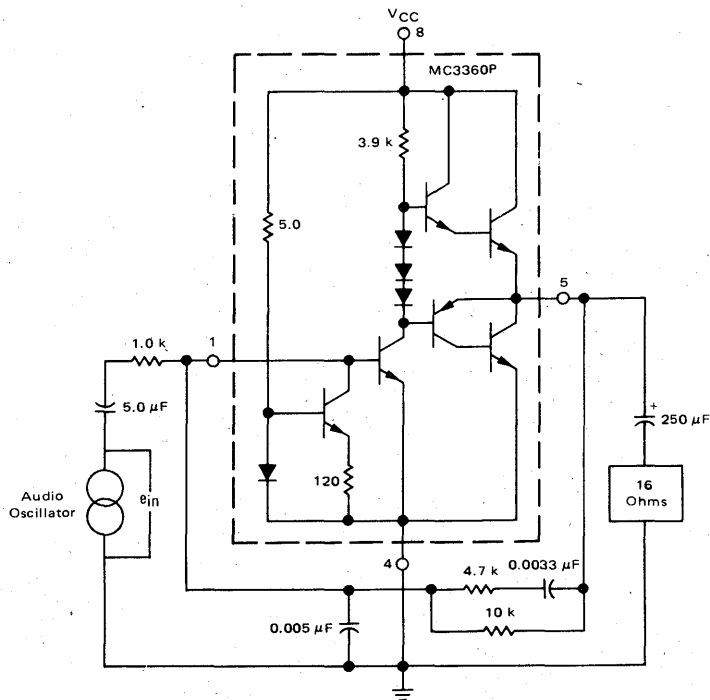 VCC
8
MC3360P
3.9 k
5.0
5
1.0 k
1
+
5.0 µF
250 µF
120
Audio
Oscillator
ein
16
Ohms
4
4.7 k
0.0033 µF
0.005 µF
10 k